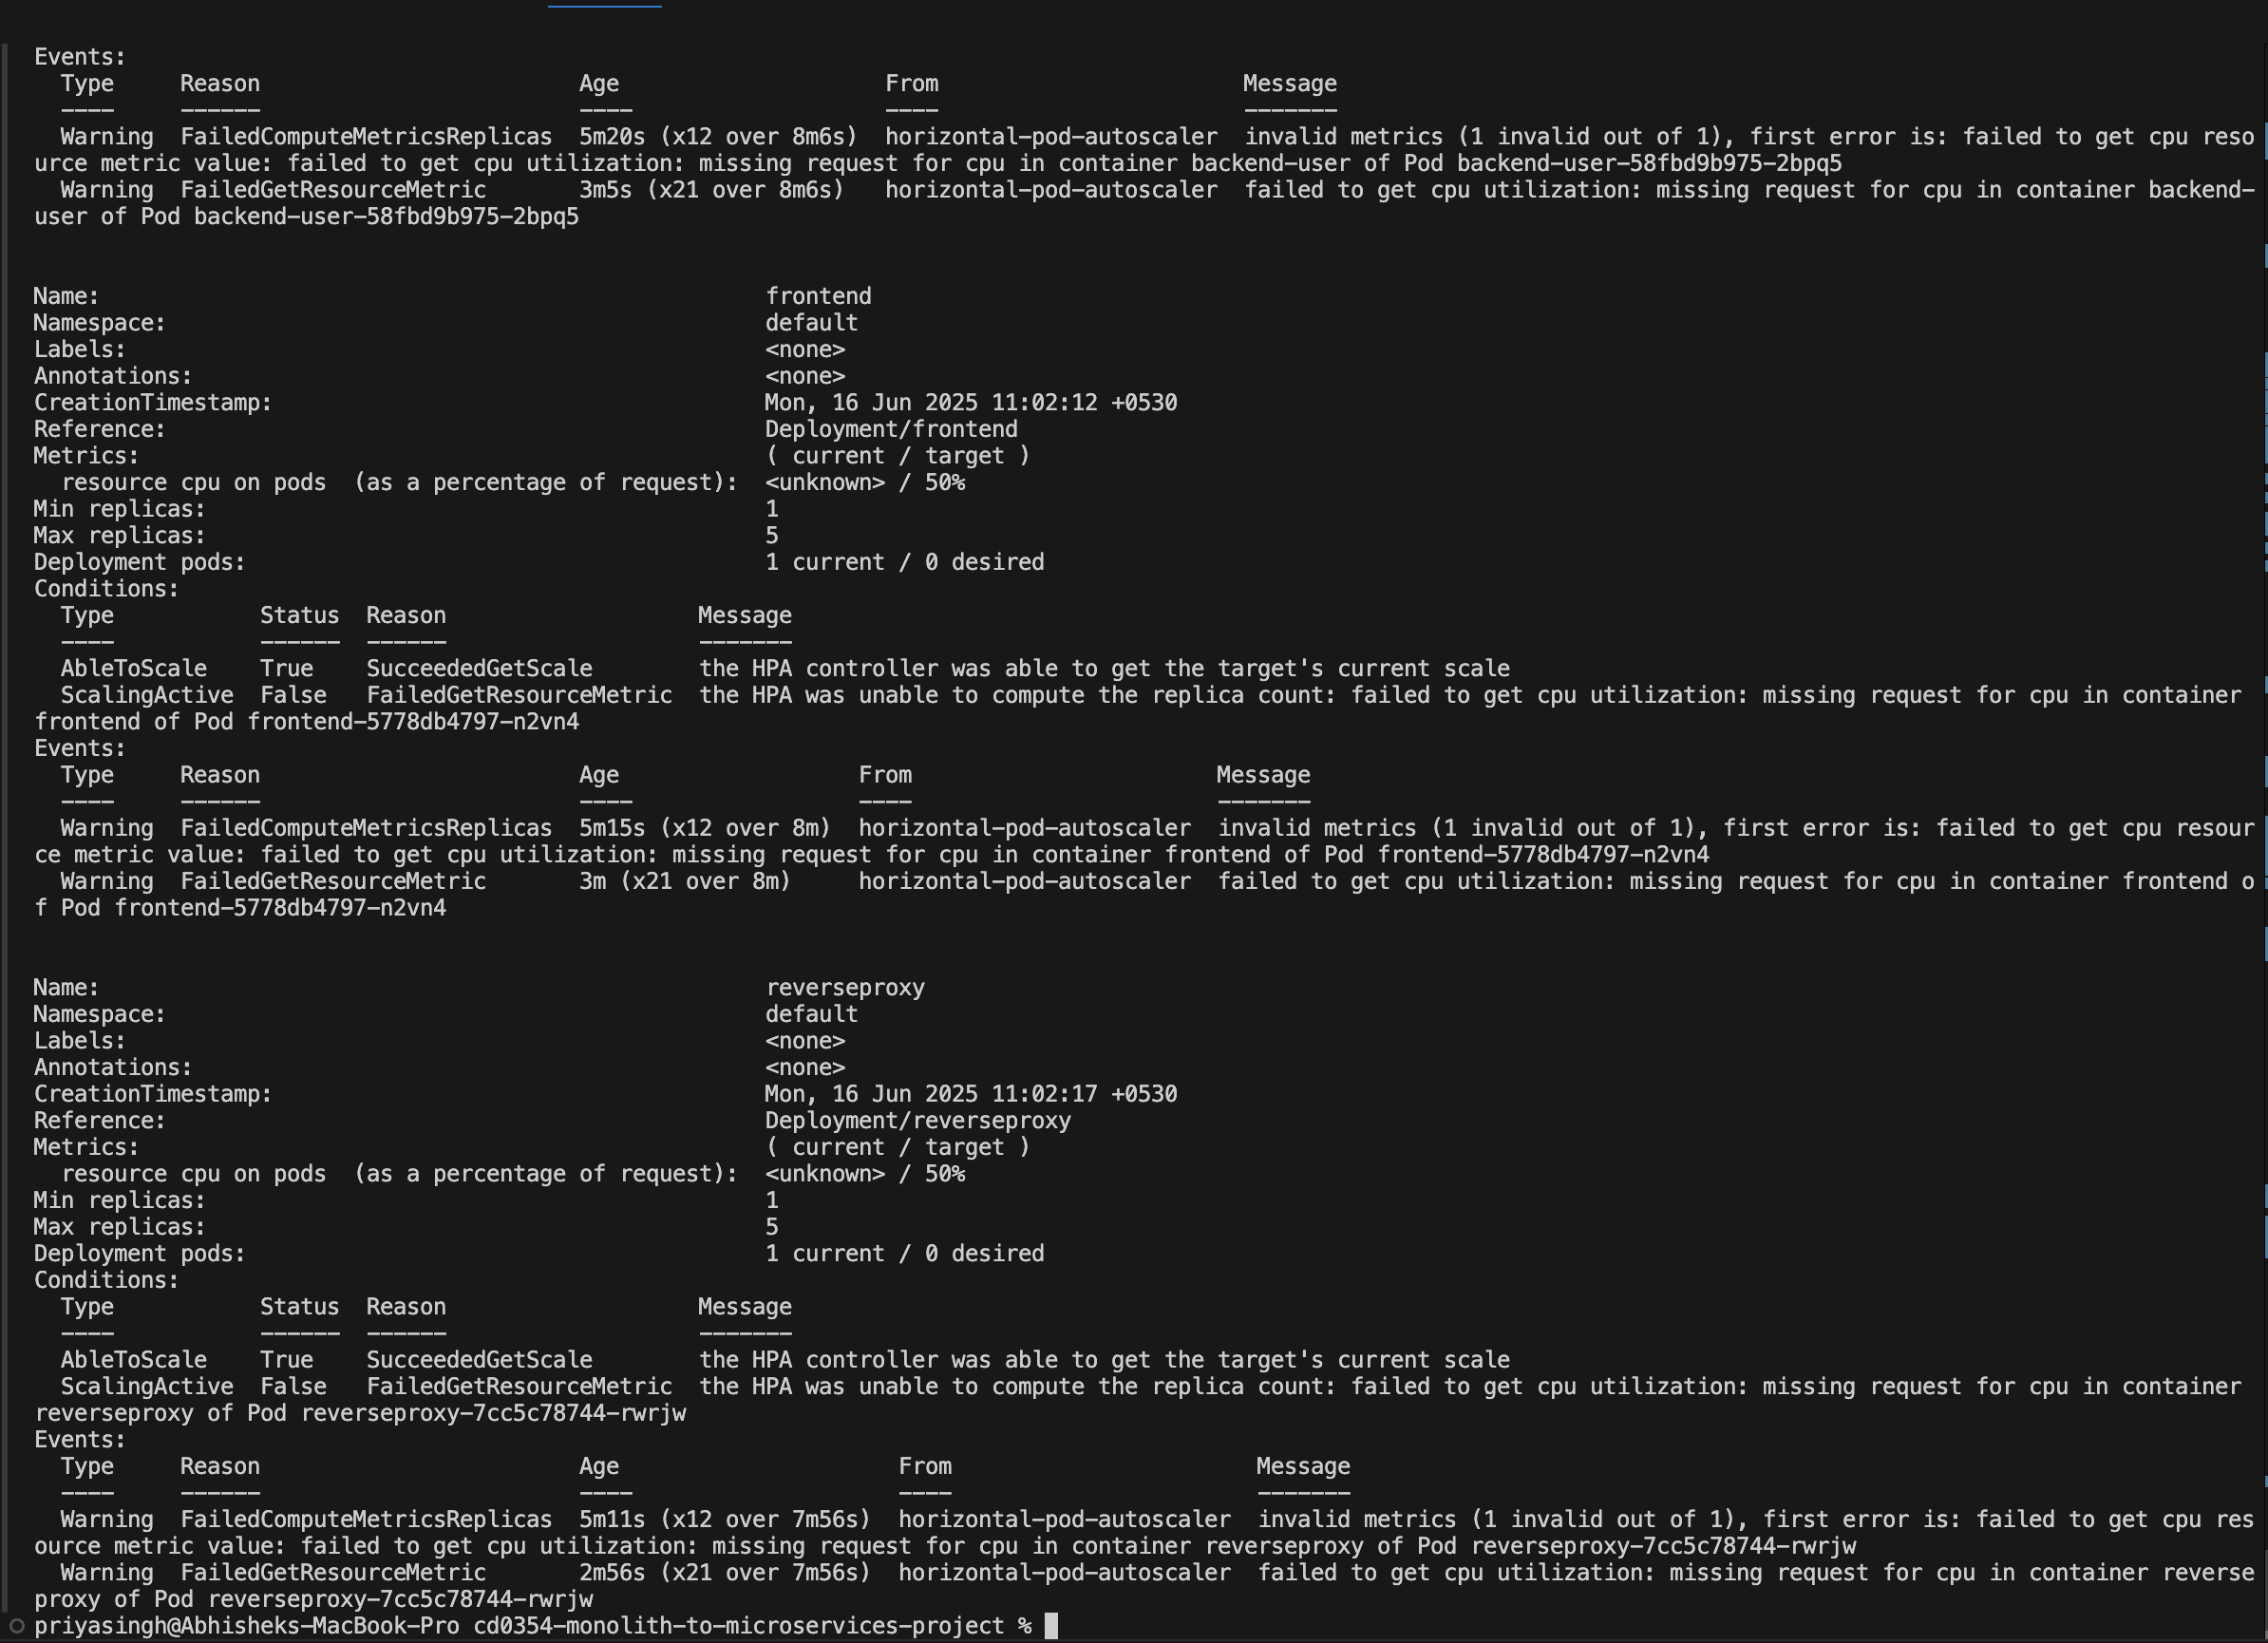 Events:
  Type     Reason                        Age                    From                       Message
  ----     ------                        ----                   ----                       -------
  Warning  FailedComputeMetricsReplicas  5m20s (x12 over 8m6s)  horizontal-pod-autoscaler  invalid metrics (1 invalid out of 1), first error is: failed to get cpu reso
urce metric value: failed to get cpu utilization: missing request for cpu in container backend-user of Pod backend-user-58fbd9b975-2bpq5
  Warning  FailedGetResourceMetric       3m5s (x21 over 8m6s)   horizontal-pod-autoscaler  failed to get cpu utilization: missing request for cpu in container backend-
user of Pod backend-user-58fbd9b975-2bpq5
Name:                                                  frontend
Namespace:                                             default
Labels:                                                <none>
Annotations:                                           <none>
CreationTimestamp:                                     Mon, 16 Jun 2025 11:02:12 +0530
Reference:                                             Deployment/frontend
Metrics:                                               ( current / target )
  resource cpu on pods  (as a percentage of request):  <unknown> / 50%
Min replicas:                                          1
Max replicas:                                          5
Deployment pods:                                       1 current / 0 desired
Conditions:
  Type           Status  Reason                   Message
  ----           ------  ------                   -------
  AbleToScale    True    SucceededGetScale        the HPA controller was able to get the target's current scale
  ScalingActive  False   FailedGetResourceMetric  the HPA was unable to compute the replica count: failed to get cpu utilization: missing request for cpu in container
frontend of Pod frontend-5778db4797-n2vn4
Events:
  Type     Reason                        Age                  From                       Message
  ----     ------                        ----                 ----                       -------
  Warning  FailedComputeMetricsReplicas  5m15s (x12 over 8m)  horizontal-pod-autoscaler  invalid metrics (1 invalid out of 1), first error is: failed to get cpu resour
ce metric value: failed to get cpu utilization: missing request for cpu in container frontend of Pod frontend-5778db4797-n2vn4
  Warning  FailedGetResourceMetric       3m (x21 over 8m)     horizontal-pod-autoscaler  failed to get cpu utilization: missing request for cpu in container frontend o
f Pod frontend-5778db4797-n2vn4
Name:                                                  reverseproxy
Namespace:                                             default
Labels:                                                <none>
Annotations:                                           <none>
CreationTimestamp:                                     Mon, 16 Jun 2025 11:02:17 +0530
Reference:                                             Deployment/reverseproxy
Metrics:                                               ( current / target )
  resource cpu on pods  (as a percentage of request):  <unknown> / 50%
Min replicas:                                          1
Max replicas:                                          5
Deployment pods:                                       1 current / 0 desired
Conditions:
  Type           Status  Reason                   Message
  ----           ------  ------                   -------
  AbleToScale    True    SucceededGetScale        the HPA controller was able to get the target's current scale
  ScalingActive  False   FailedGetResourceMetric  the HPA was unable to compute the replica count: failed to get cpu utilization: missing request for cpu in container
reverseproxy of Pod reverseproxy-7cc5c78744-rwrjw
Events:
  Type     Reason                        Age                     From                       Message
  ----     ------                        ----                    ----                       -------
  Warning  FailedComputeMetricsReplicas  5m11s (x12 over 7m56s)  horizontal-pod-autoscaler  invalid metrics (1 invalid out of 1), first error is: failed to get cpu res
ource metric value: failed to get cpu utilization: missing request for cpu in container reverseproxy of Pod reverseproxy-7cc5c78744-rwrjw
  Warning  FailedGetResourceMetric       2m56s (x21 over 7m56s)  horizontal-pod-autoscaler  failed to get cpu utilization: missing request for cpu in container reverse
proxy of Pod reverseproxy-7cc5c78744-rwrjw
priyasingh@Abhisheks-MacBook-Pro cd0354-monolith-to-microservices-project %